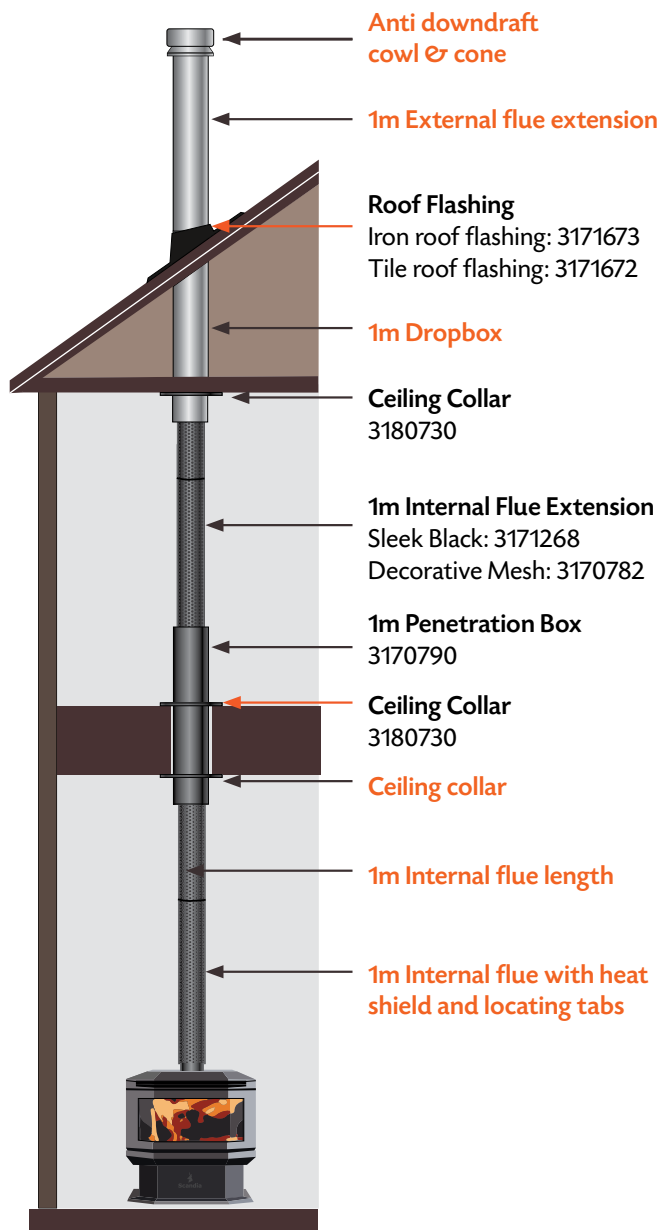 Anti downdraft
cowl & cone
1m External flue extension
Roof Flashing
Iron roof flashing: 3171673
Tile roof flashing: 3171672
1m Dropbox
Ceiling Collar
3180730
1m Internal Flue Extension
Sleek Black: 3171268
Decorative Mesh: 3170782
1m Penetration Box
3170790
Ceiling Collar
3180730
Ceiling collar
1m Internal flue length
1m Internal flue with heat
shield and locating tabs
Scandia